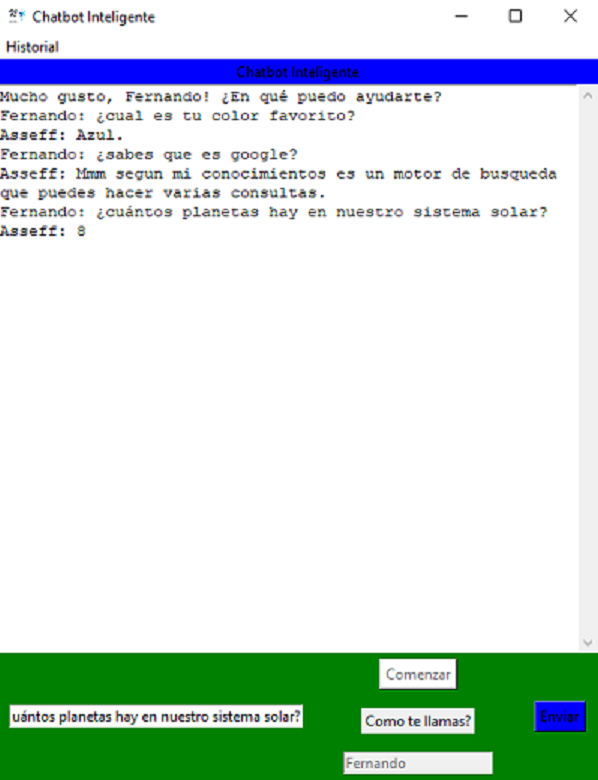 Chatbot Inteligente
Historial
Chatbot Inteligente
Mucho gusto, Fernando! ¿En qué puedo ayudarte?
Fernando: ¿cual es tu color favorito?
Asseff: Azul.
Fernando: ¿sabes que es google?
Asseff: Mmm segun mi conocimientos es un motor de busqueda
que puedes hacer varias consultas.
Fernando: ¿cuántos planetas hay en nuestro sistema solar?
Asseff: 8
Comenzar
uántos planetas hay en nuestro sistema solar?
Como te llamas?
Enviar
Fernando